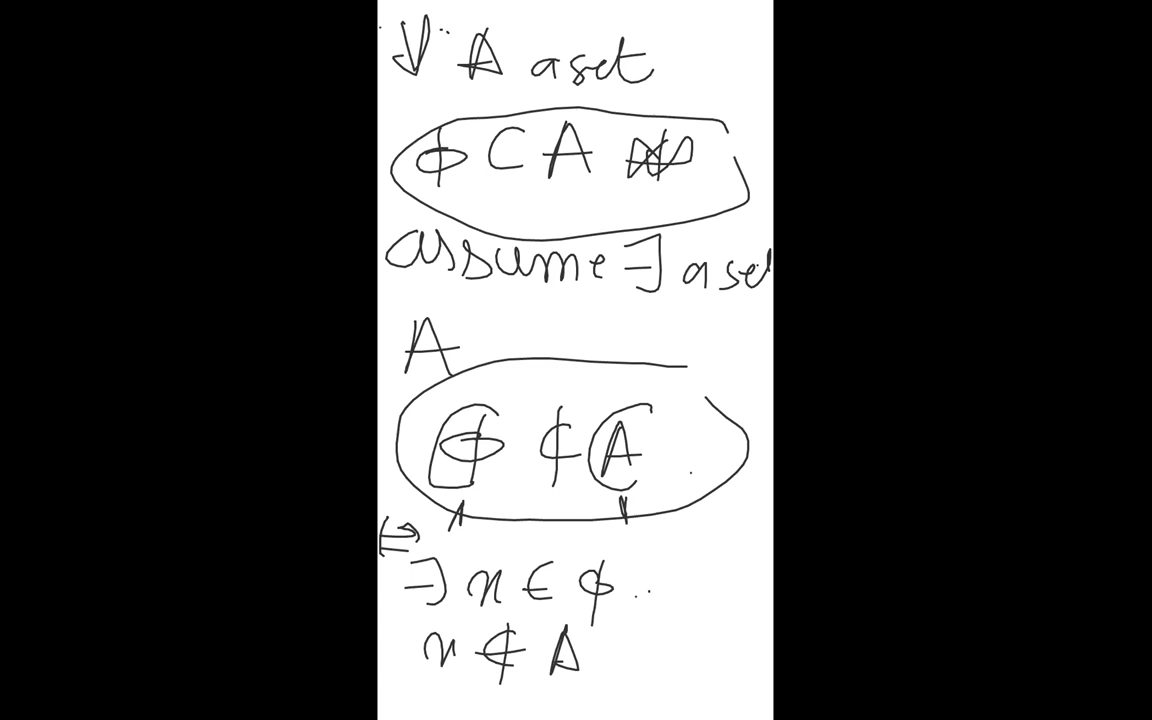 ∀ A a set
ϕ ⊂ A
assume ∃ a set
A
ϕ ⊄ A
⇒
∃ x ∈ ϕ
x ∉ A